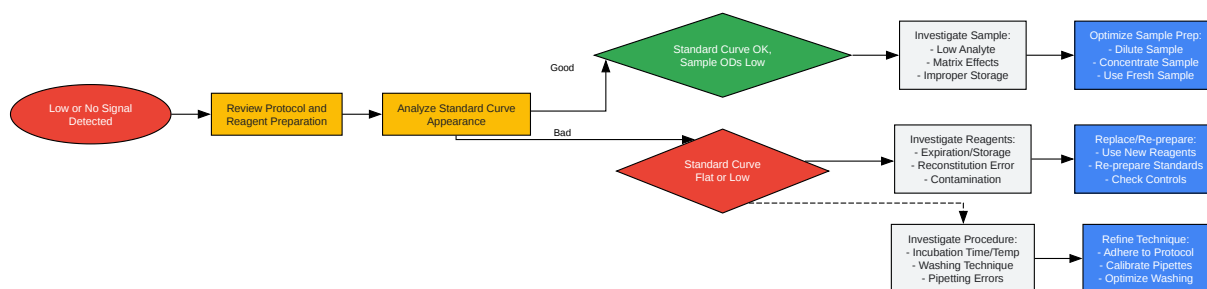 Low or No Signal
Detected
Review Protocol and
Reagent Preparation
Analyze Standard Curve
Appearance
Good
Bad
Standard Curve OK,
Sample ODs Low
Investigate Sample:
- Low Analyte
- Matrix Effects
- Improper Storage
Optimize Sample Prep:
- Dilute Sample
- Concentrate Sample
- Use Fresh Sample
Standard Curve
Flat or Low
Investigate Reagents:
- Expiration/Storage
- Reconstitution Error
- Contamination
Replace/Re-prepare:
- Use New Reagents
- Re-prepare Standards
- Check Controls
Investigate Procedure:
- Incubation Time/Temp
- Washing Technique
- Pipetting Errors
Refine Technique:
- Adhere to Protocol
- Calibrate Pipettes
- Optimize Washing